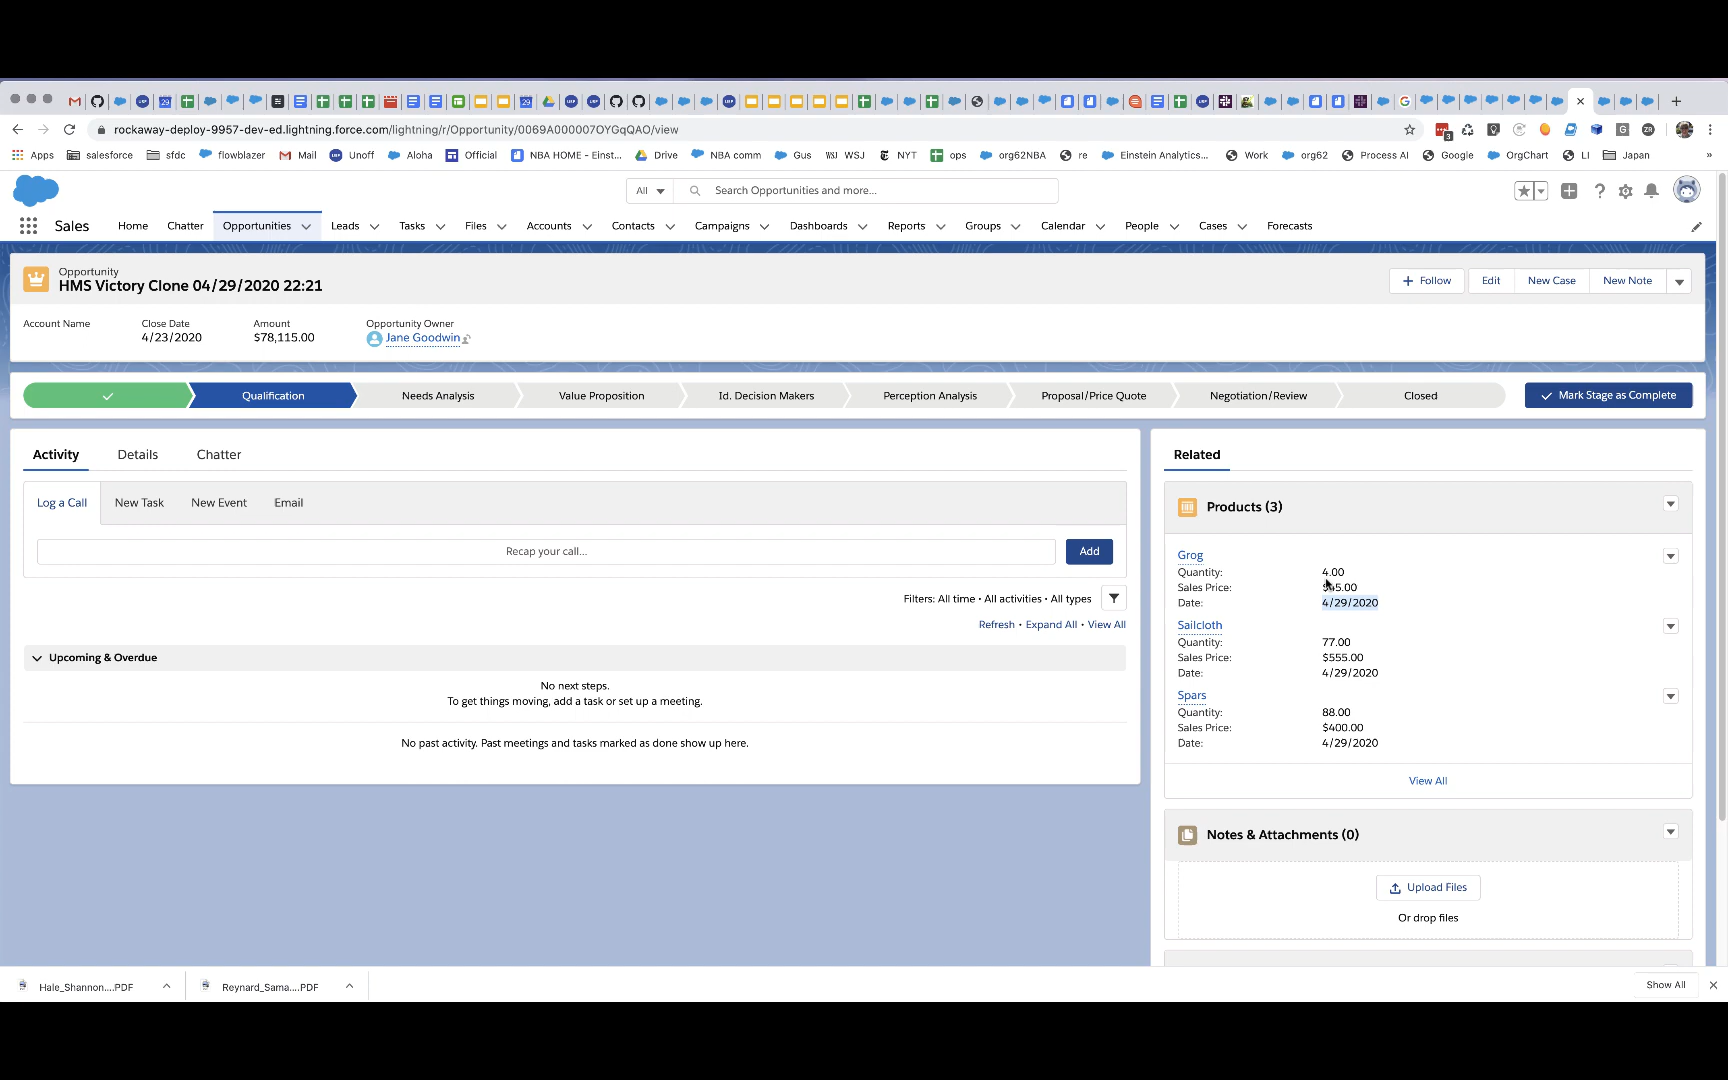 rockaway-deploy-9957-dev-ed.lightning.force.com/lightning/r/Opportunity/0069A000007OYGqQAO/view
Apps salesforce sfdc flowblazer Mail Unoff Aloha Official NBA HOME - Einst... Drive NBA comm Gus WSJ WSJ NYT ops org62NBA re Einstein Analytics... Work org62 Process AI Google OrgChart LI Japan »
All Search Opportunities and more...
Sales Home Chatter Opportunities Leads Tasks Files Accounts Contacts Campaigns Dashboards Reports Groups Calendar People Cases Forecasts
Opportunity
HMS Victory Clone 04/29/2020 22:21
+ Follow Edit New Case New Note
Account Name Close Date Amount Opportunity Owner
4/23/2020 $78,115.00 Jane Goodwin
Qualification Needs Analysis Value Proposition Id. Decision Makers Perception Analysis Proposal/Price Quote Negotiation/Review Closed Mark Stage as Complete
Activity Details Chatter
Log a Call New Task New Event Email
Recap your call... Add
Filters: All time • All activities • All types
Refresh • Expand All • View All
Upcoming & Overdue
No next steps.
To get things moving, add a task or set up a meeting.
No past activity. Past meetings and tasks marked as done show up here.
Related
Products (3)
Grog
Quantity: 4.00
Sales Price:
Date: 4/29/2020
Sailcloth
Quantity: 77.00
Sales Price: $555.00
Date: 4/29/2020
Spars
Quantity: 88.00
Sales Price: $400.00
Date: 4/29/2020
View All
Notes & Attachments (0)
Upload Files
Or drop files
Hale_Shannon....PDF Reynard_Sama....PDF Show All